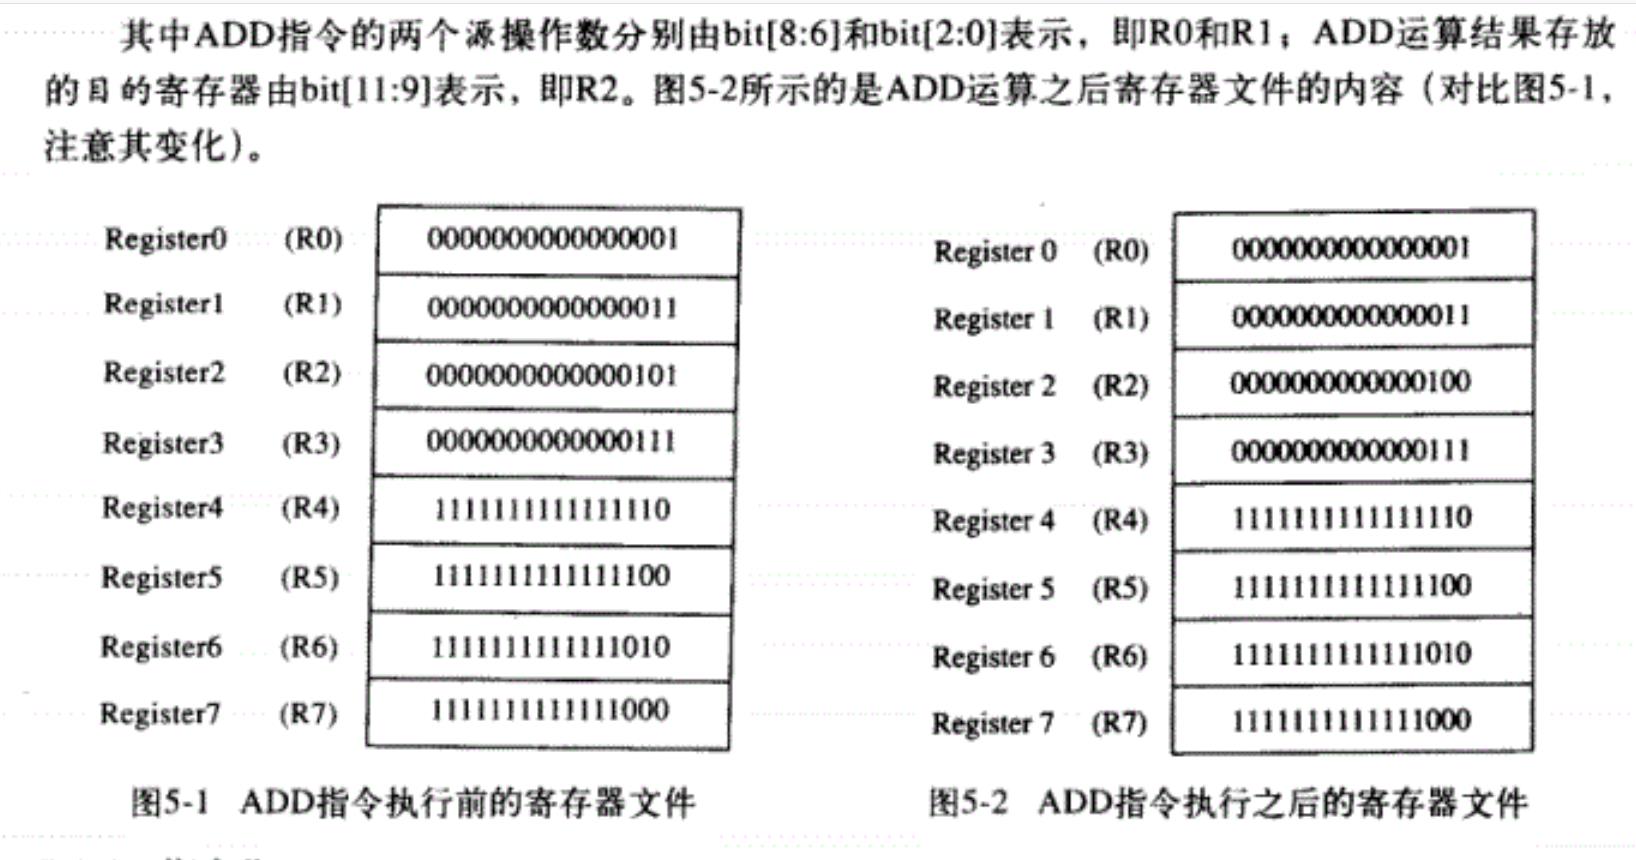 其中ADD指令的两个源操作数分别由bit[8:6]和bit[2:0]表示，即R0和R1；ADD运算结果存放
的目的寄存器由bit[11:9]表示，即R2。图5-2所示的是ADD运算之后寄存器文件的内容（对比图5-1，
注意其变化）。
Register0 (R0) 0000000000000001
Register1 (R1) 0000000000000011
Register2 (R2) 0000000000000101
Register3 (R3) 0000000000000111
Register4 (R4) 1111111111111110
Register5 (R5) 1111111111111100
Register6 (R6) 1111111111111010
Register7 (R7) 1111111111111000
图5-1 ADD指令执行前的寄存器文件
Register 0 (R0) 0000000000000001
Register 1 (R1) 0000000000000011
Register 2 (R2) 0000000000000100
Register 3 (R3) 0000000000000111
Register 4 (R4) 1111111111111110
Register 5 (R5) 1111111111111100
Register 6 (R6) 1111111111111010
Register 7 (R7) 1111111111111000
图5-2 ADD指令执行之后的寄存器文件